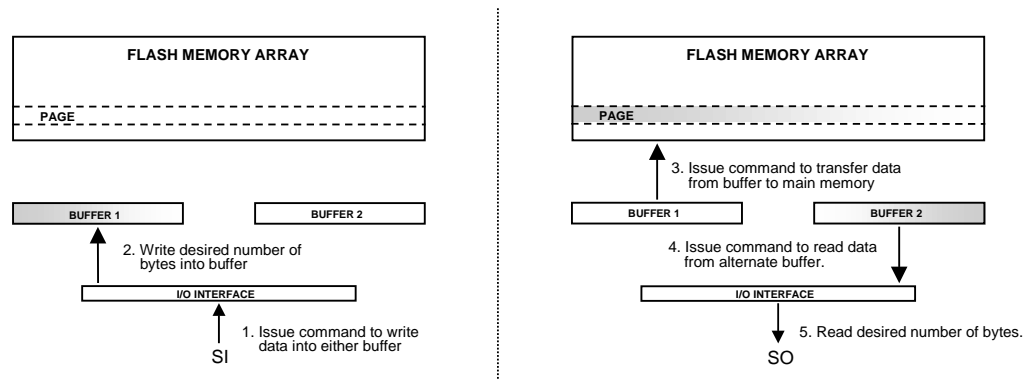 FLASH MEMORY ARRAY
PAGE
BUFFER 1
BUFFER 2
2. Write desired number of
bytes into buffer
I/O INTERFACE
1. Issue command to write
data into either buffer
SI
FLASH MEMORY ARRAY
PAGE
3. Issue command to transfer data
from buffer to main memory
BUFFER 1
BUFFER 2
4. Issue command to read data
from alternate buffer.
I/O INTERFACE
5. Read desired number of bytes.
SO